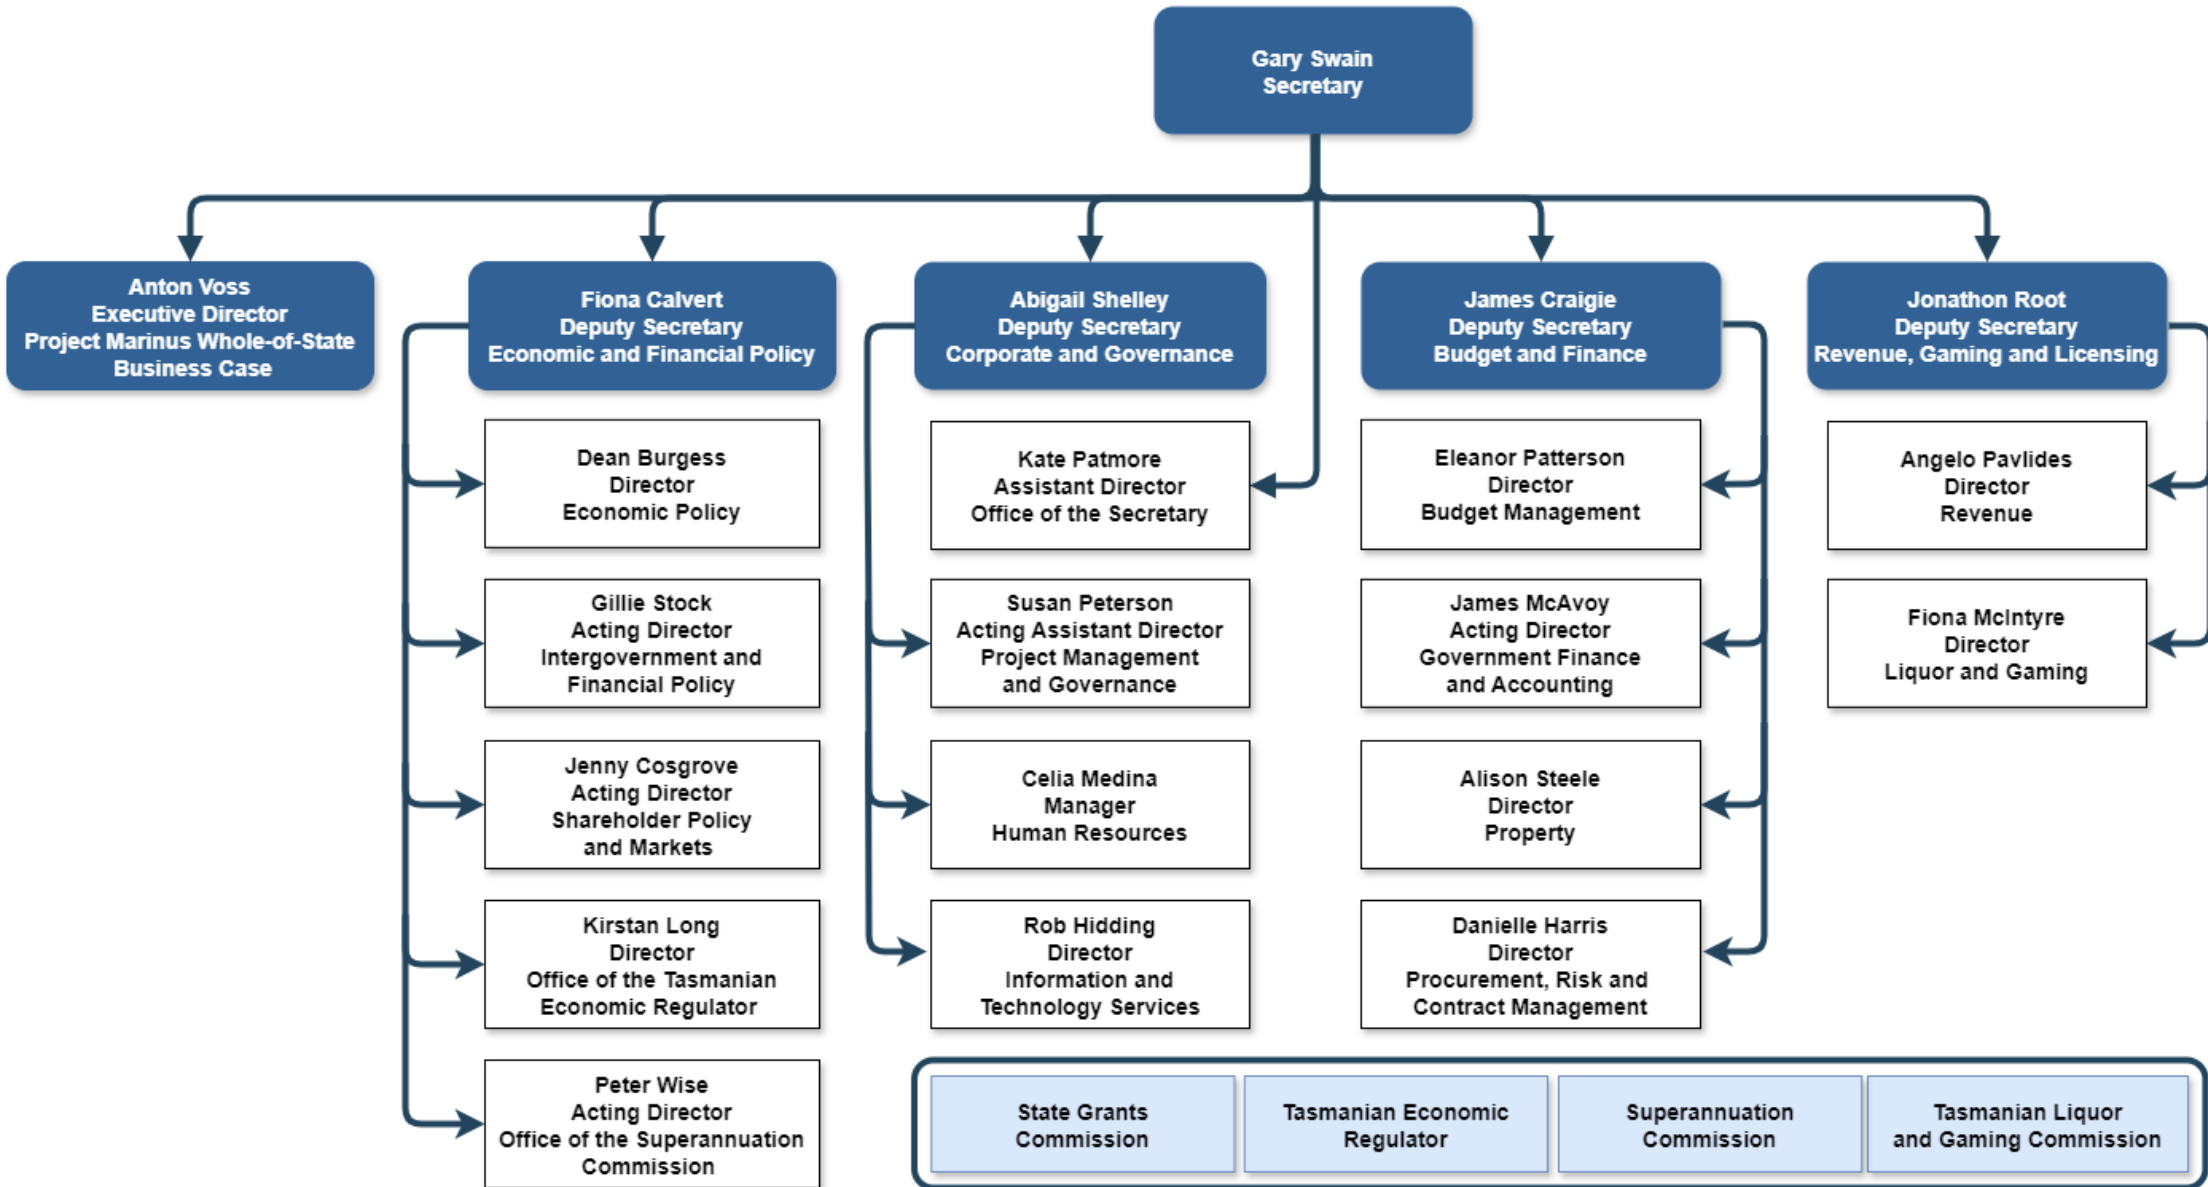 Gary Swain
Secretary
Anton Voss
Executive Director
Project Marinus Whole-of-State
Business Case
Fiona Calvert
Deputy Secretary
Economic and Financial Policy
Abigail Shelley
Deputy Secretary
Corporate and Governance
James Craigie
Deputy Secretary
Budget and Finance
Jonathon Root
Deputy Secretary
Revenue, Gaming and Licensing
Dean Burgess
Director
Economic Policy
Gillie Stock
Acting Director
Intergovernment and
Financial Policy
Jenny Cosgrove
Acting Director
Shareholder Policy
and Markets
Kirstan Long
Director
Office of the Tasmanian
Economic Regulator
Peter Wise
Acting Director
Office of the Superannuation
Commission
Kate Patmore
Assistant Director
Office of the Secretary
Susan Peterson
Acting Assistant Director
Project Management
and Governance
Celia Medina
Manager
Human Resources
Rob Hidding
Director
Information and
Technology Services
Eleanor Patterson
Director
Budget Management
James McAvoy
Acting Director
Government Finance
and Accounting
Alison Steele
Director
Property
Danielle Harris
Director
Procurement, Risk and
Contract Management
Angelo Pavlides
Director
Revenue
Fiona McIntyre
Director
Liquor and Gaming
State Grants
Commission
Tasmanian Economic
Regulator
Superannuation
Commission
Tasmanian Liquor
and Gaming Commission